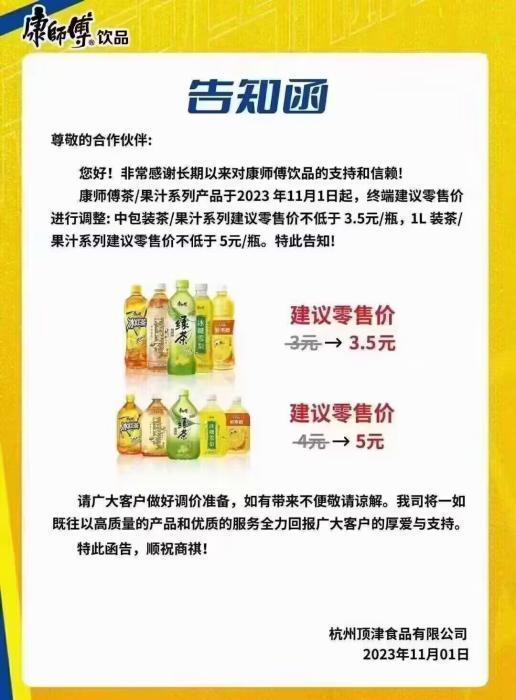 康師傅®饮品
告知函
尊敬的合作伙伴:
您好！非常感谢长期以来对康师傅饮品的支持和信赖!
康师傅茶/果汁系列产品于2023 年11月1日起，终端建议零售价
进行调整: 中包装茶/果汁系列建议零售价不低于 3.5元/瓶，1L 装茶/
果汁系列建议零售价不低于 5元/瓶。特此告知!
绿茶
冰糖雪梨
建议零售价
3元 → 3.5元
绿茶
建议零售价
4元 → 5元
请广大客户做好调价准备，如有带来不便敬请谅解。我司将一如
既往以高质量的产品和优质的服务全力回报广大客户的厚爱与支持。
特此函告，顺祝商祺！
杭州顶津食品有限公司
2023年11月01日